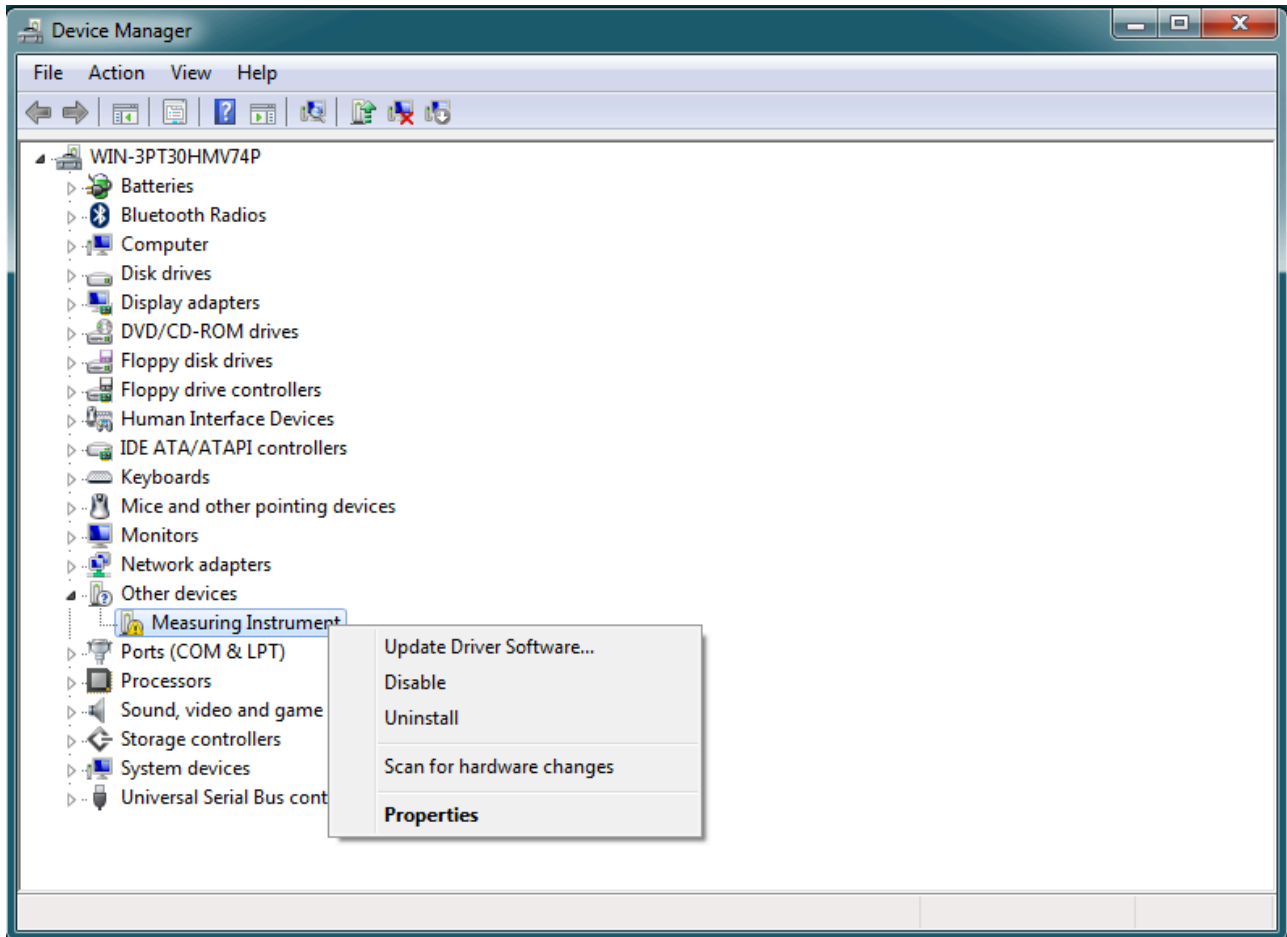 Device Manager
File Action View Help
WIN-3PT30HMV74P
Batteries
Bluetooth Radios
Computer
Disk drives
Display adapters
DVD/CD-ROM drives
Floppy disk drives
Floppy drive controllers
Human Interface Devices
IDE ATA/ATAPI controllers
Keyboards
Mice and other pointing devices
Monitors
Network adapters
Other devices
Measuring Instrument
Ports (COM & LPT)
Processors
Sound, video and game
Storage controllers
System devices
Universal Serial Bus cont
Update Driver Software...
Disable
Uninstall
Scan for hardware changes
Properties